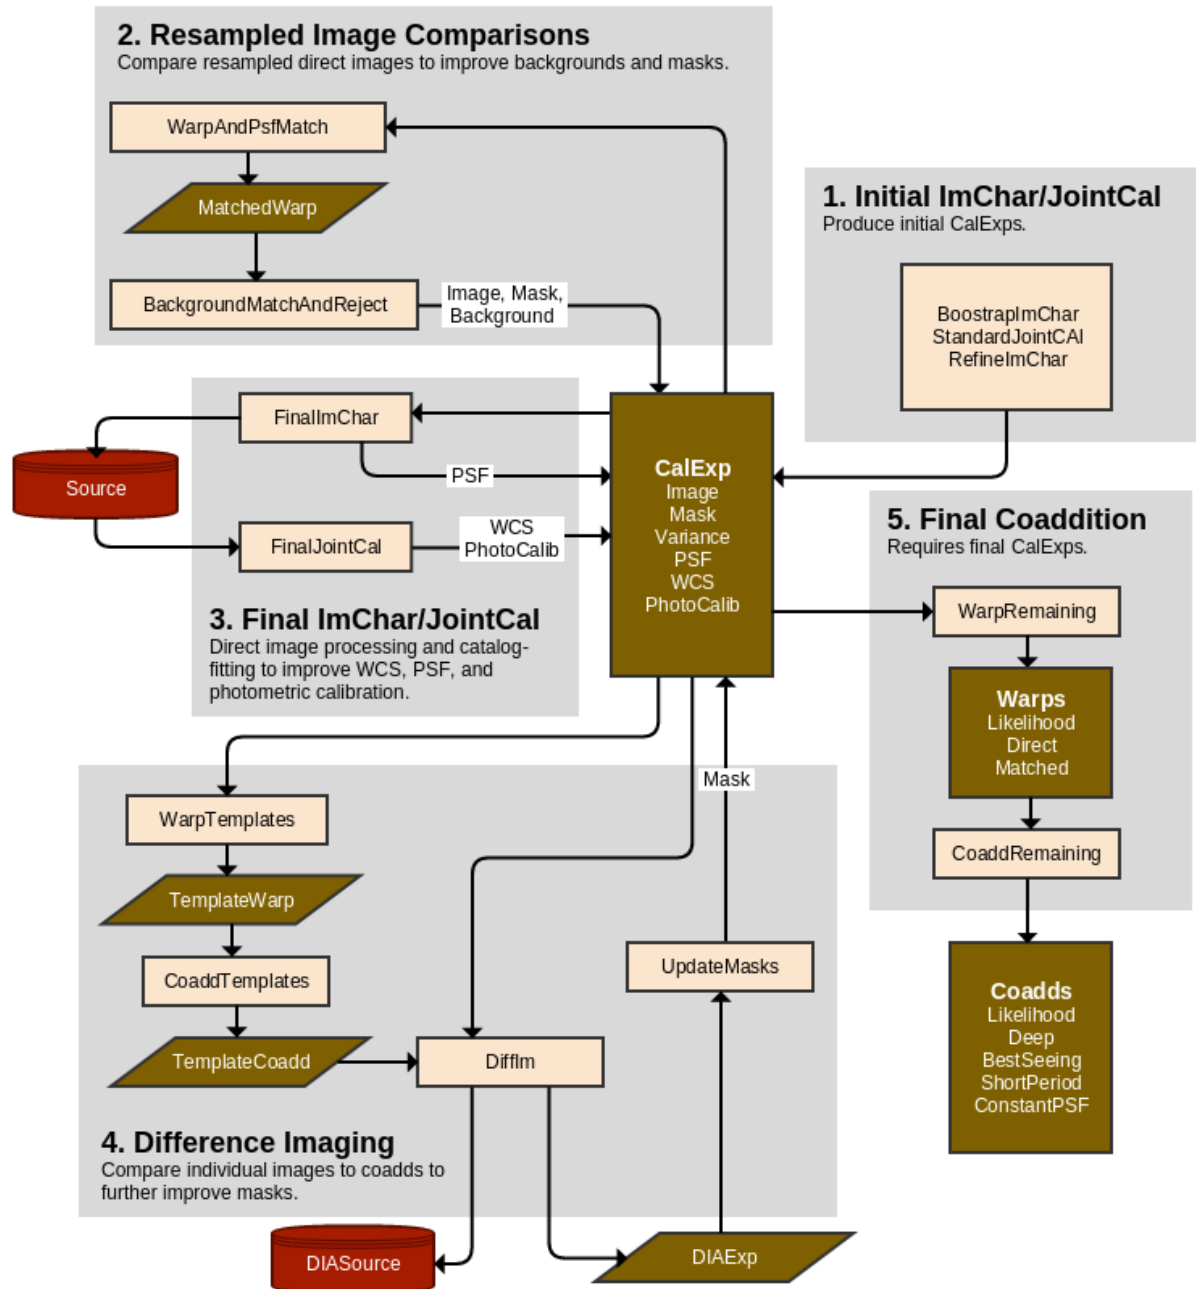 2. Resampled Image Comparisons
Compare resampled direct images to improve backgrounds and masks.
WarpAndPsfMatch
MatchedWarp
BackgroundMatchAndReject
Image, Mask,
Background
1. Initial ImChar/JointCal
Produce initial CalExps.
BoostrapImChar
StandardJointCAl
RefineImChar
FinalImChar
PSF
Source
FinalJointCal
WCS
PhotoCalib
3. Final ImChar/JointCal
Direct image processing and catalog-
fitting to improve WCS, PSF, and
photometric calibration.
CalExp
Image
Mask
Variance
PSF
WCS
PhotoCalib
5. Final Coaddition
Requires final CalExps.
WarpRemaining
Warps
Likelihood
Direct
Matched
CoaddRemaining
Coadds
Likelihood
Deep
BestSeeing
ShortPeriod
ConstantPSF
Mask
WarpTemplates
TemplateWarp
CoaddTemplates
TemplateCoadd
DiffIm
UpdateMasks
4. Difference Imaging
Compare individual images to coadds to
further improve masks.
DIASource
DIAExp